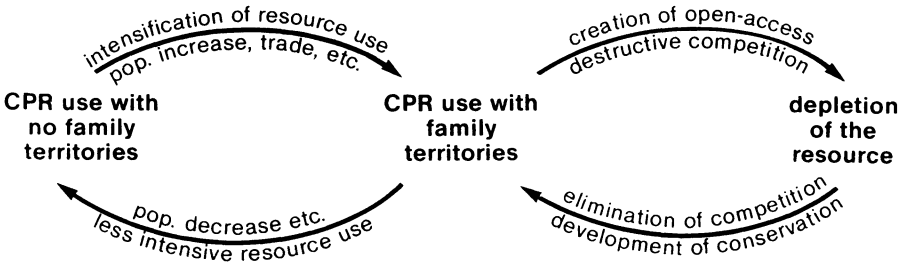 intensification of resource use
pop. increase, trade, etc.
creation of open-access
destructive competition
CPR use with
no family
territories
CPR use with
family
territories
depletion
of the
resource
pop. decrease etc.
less intensive resource use
elimination of competition
development of conservation